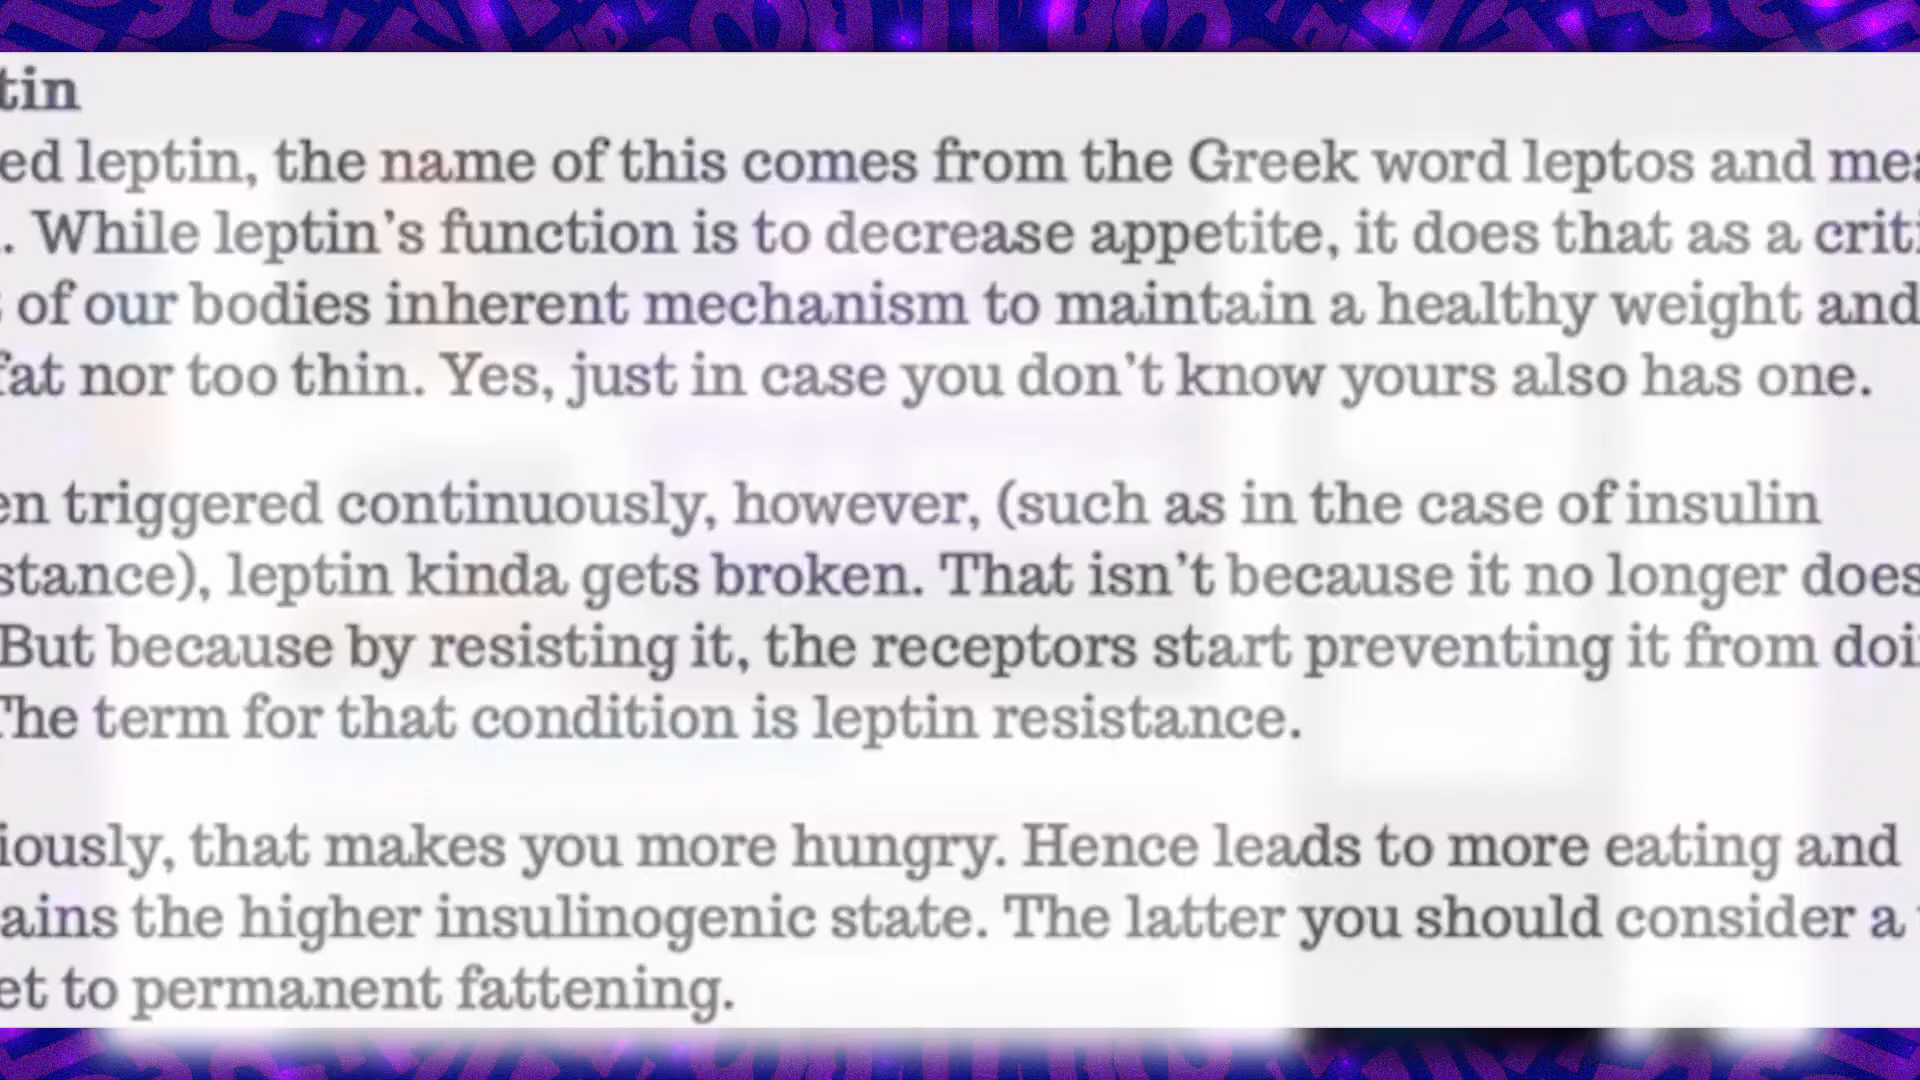 tin
ed leptin, the name of this comes from the Greek word leptos and mea
. While leptin’s function is to decrease appetite, it does that as a criti
of our bodies inherent mechanism to maintain a healthy weight and
fat nor too thin. Yes, just in case you don’t know yours also has one.
en triggered continuously, however, (such as in the case of insulin
stance), leptin kinda gets broken. That isn’t because it no longer does
But because by resisting it, the receptors start preventing it from doi
The term for that condition is leptin resistance.
iously, that makes you more hungry. Hence leads to more eating and
ains the higher insulinogenic state. The latter you should consider a
et to permanent fattening.